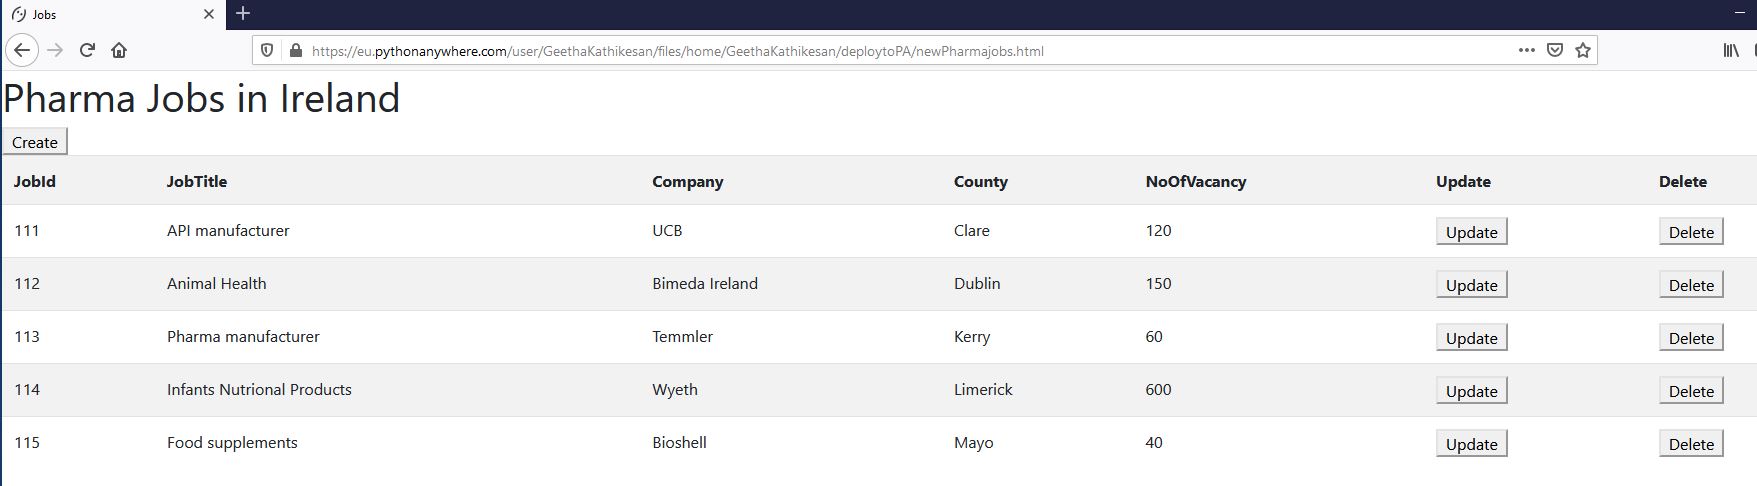 Jobs
https://eu.pythonanywhere.com/user/GeethaKathikesan/files/home/GeethaKathikesan/deploytoPA/newPharmajobs.html
Pharma Jobs in Ireland
Create
JobId JobTitle Company County NoOfVacancy Update Delete
111 API manufacturer UCB Clare 120 Update Delete
112 Animal Health Bimeda Ireland Dublin 150 Update Delete
113 Pharma manufacturer Temmler Kerry 60 Update Delete
114 Infants Nutrional Products Wyeth Limerick 600 Update Delete
115 Food supplements Bioshell Mayo 40 Update Delete